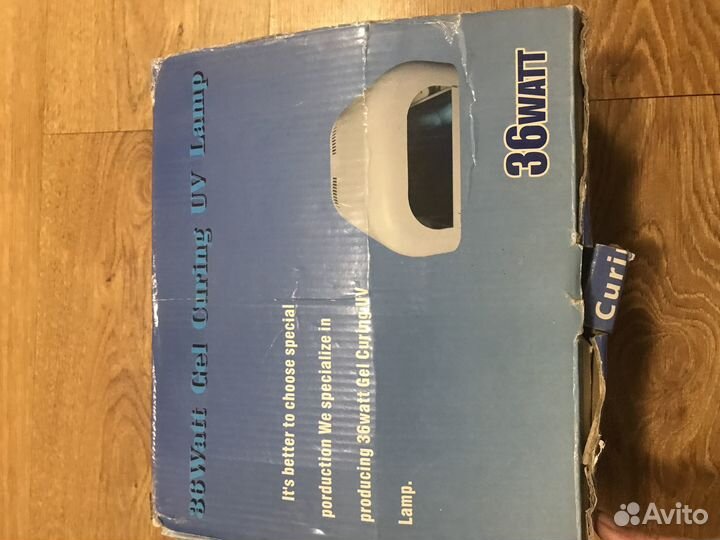 36Watt Gel Curing UV Lamp
36WATT
It's better to choose special
porduction We specialize in
producing 36watt Gel Curing UV
Lamp.
Curi
Avito